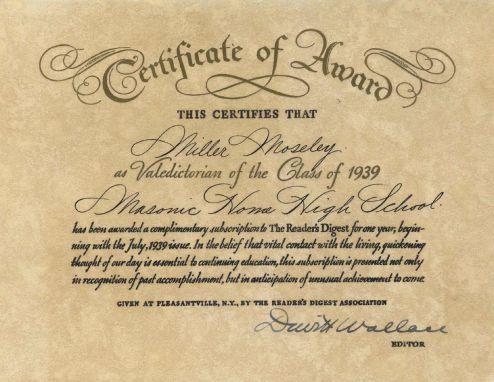 Certificate of Award
THIS CERTIFIES THAT
Miller Moseley
as Valedictorian of the Class of 1939
Masonic Home High School.
has been awarded a complimentary subscription to The Reader's Digest for one year, begin-
ning with the July, 1939 issue. In the belief that vital contact with the living, quickening
thought of our day is essential to continuing education, this subscription is presented not only
in recognition of past accomplishment, but in anticipation of unusual achievement to come.
GIVEN AT PLEASANTVILLE, N.Y., BY THE READER'S DIGEST ASSOCIATION
DeWitt Wallace
EDITOR